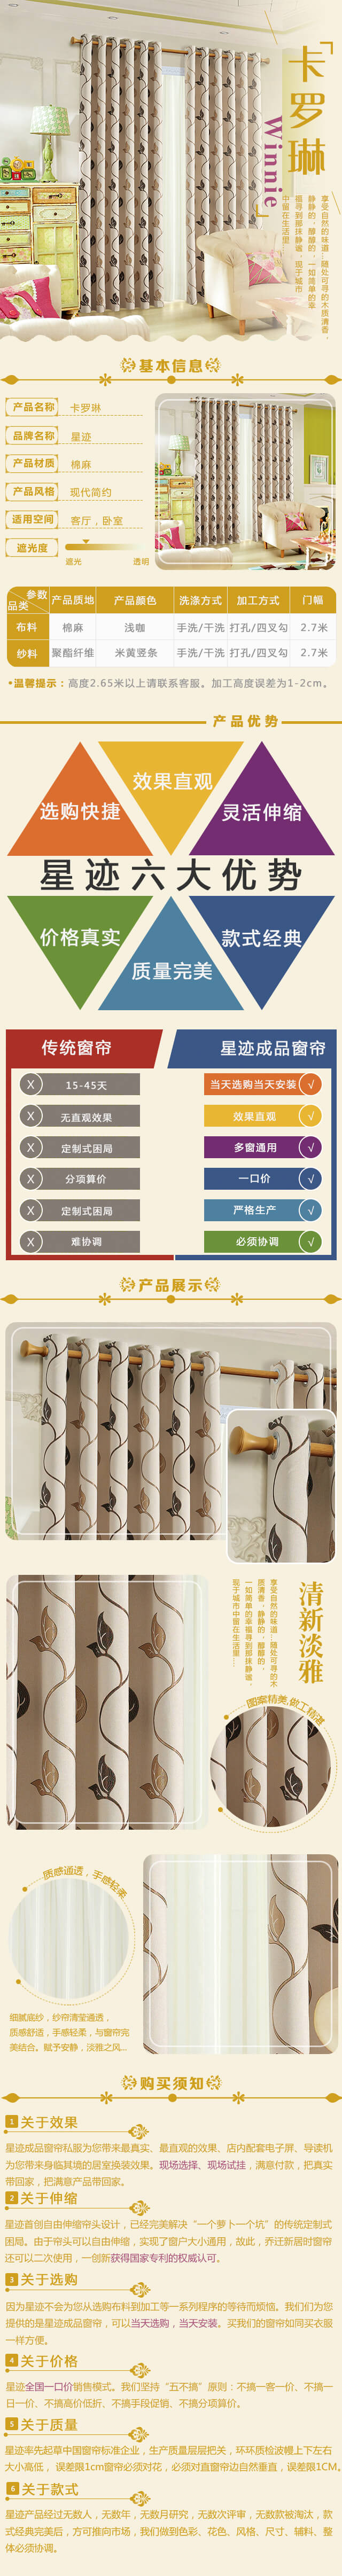 卡罗琳
Winnie
享受自然的味道，随处可寻的木质清香，
静静的，醇醇的，一如简单的幸
福寻到那抹静谧，现于城市
中窗在生活里
基本信息
产品名称 卡罗琳
品牌名称 星迹
产品材质 棉麻
产品风格 现代简约
适用空间 客厅，卧室
遮光度
遮光 透明
参数
品类 产品质地 产品颜色 洗涤方式 加工方式 门幅
布料 棉麻 浅咖 手洗/干洗 打孔/四叉勾 2.7米
纱料 聚酯纤维 米黄竖条 手洗/干洗 打孔/四叉勾 2.7米
•温馨提示：高度2.65米以上请联系客服。加工高度误差为1-2cm。
产品优势
选购快捷 效果直观 灵活伸缩
星迹六大优势
价格真实 质量完美 款式经典
传统窗帘 星迹成品窗帘
X 15-45天 当天选购当天安装 √
X 无直观效果 效果直观 √
X 定制式困局 多窗通用 √
X 分项算价 一口价 √
X 定制式困局 严格生产 √
X 难协调 必须协调 √
产品展示
清新淡雅
享受自然的味道...随处可寻的木
质清香，静静的，醇醇的，
一如简单的幸福寻到那抹静谧，
现于城市中窗在生活里...
图案精美,做工精湛
质感通透，手感轻柔
细腻底纱，纱帘清莹通透，
质感舒适，手感轻柔，与窗帘完
美结合。赋予安静，淡雅之风...
购买须知
1 关于效果
星迹成品窗帘私服为您带来最真实、最直观的效果、店内配套电子屏、导读机
为您带来身临其境的居室换装效果。现场选择、现场试挂，满意付款，把真实
带回家，把满意产品带回家。
2 关于伸缩
星迹首创自由伸缩帘头设计，已经完美解决“一个萝卜一个坑”的传统定制式
困局。由于帘头可以自由伸缩，实现了窗户大小通用，故此，乔迁新居时窗帘
还可以二次使用，一创新获得国家专利的权威认可。
3 关于选购
因为星迹不会为您从选购布料到加工等一系列程序的等待而烦恼。我们们为您
提供的是星迹成品窗帘，可以当天选购，当天安装。买我们的窗帘如同买衣服
一样方便。
4 关于价格
星迹全国一口价销售模式。我们坚持“五不搞”原则：不搞一客一价、不搞一
日一价、不搞高价低折、不搞手段促销、不搞分项算价。
5 关于质量
星迹率先起草中国窗帘标准企业，生产质量层层把关，环环质检波幔上下左右
大小高低， 误差限1cm窗帘必须对花，必须对直窗帘边自然垂直，误差限1CM。
6 关于款式
星迹产品经过无数人，无数年，无数月研究，无数次评审，无数款被淘汰，款
式经典完美后，方可推向市场，我们做到色彩、花色、风格、尺寸、辅料、整
体必须协调。